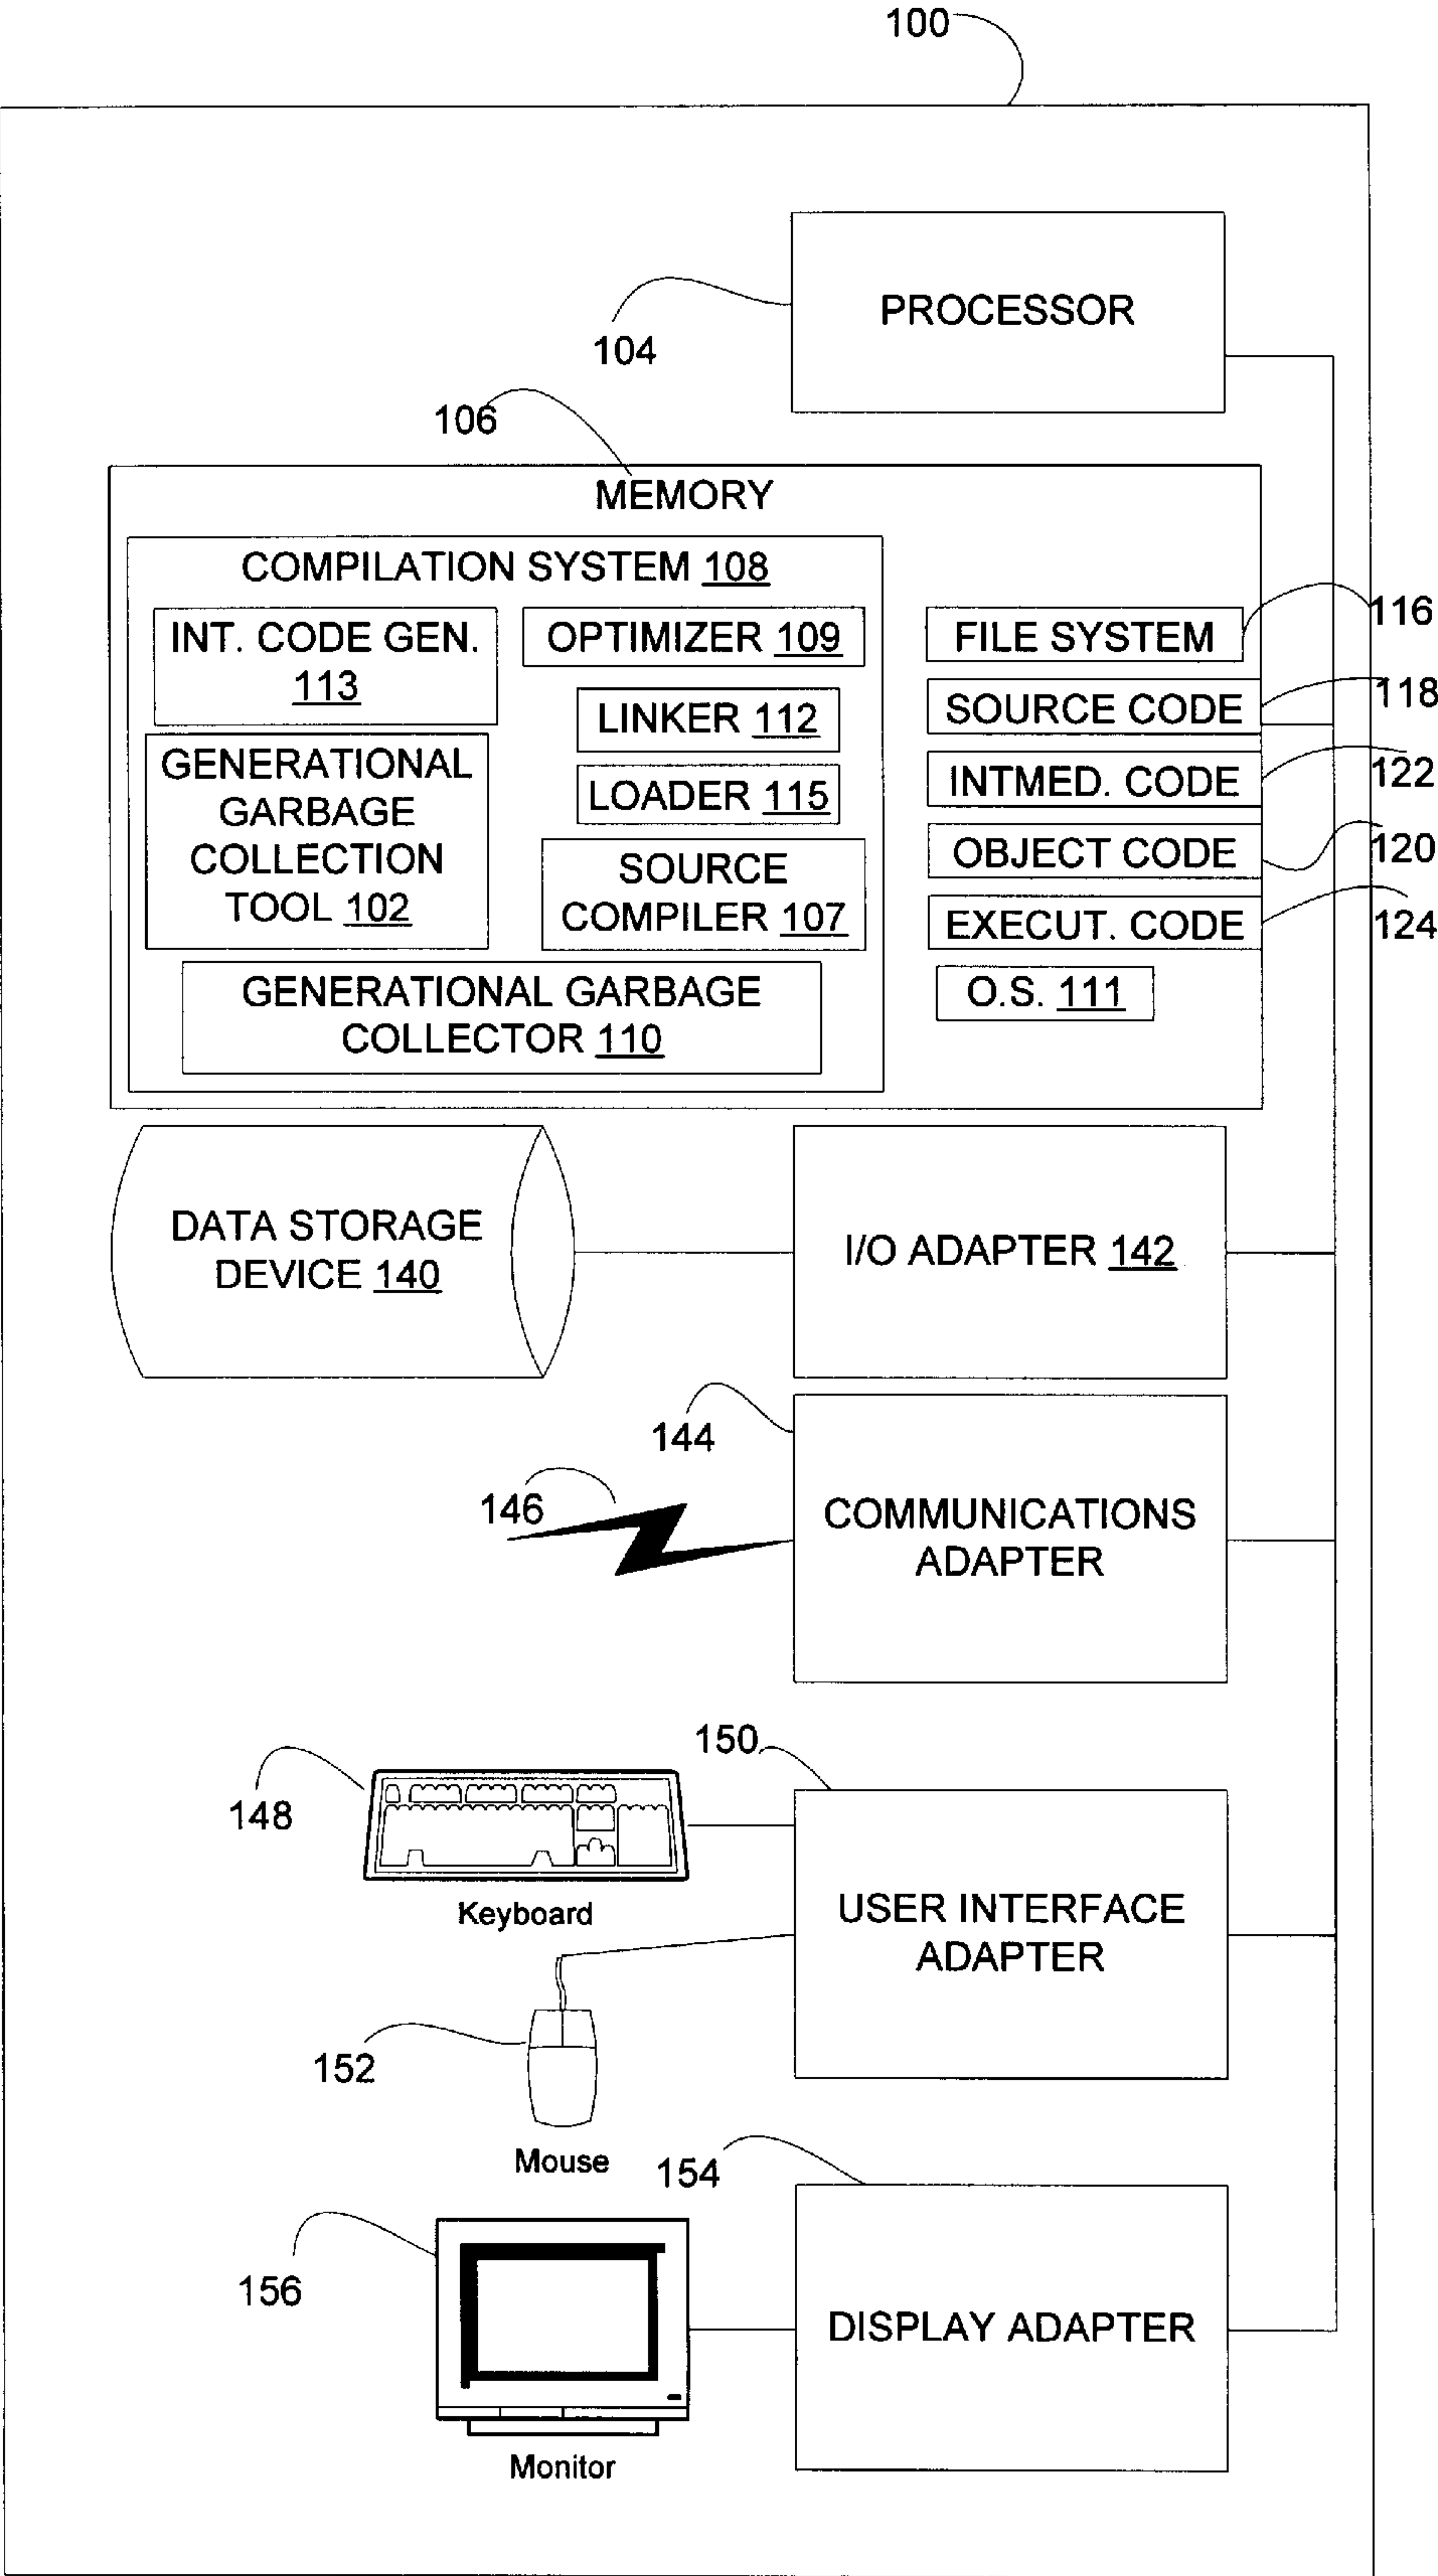 100
PROCESSOR
104
106
MEMORY
COMPILATION SYSTEM 108
INT. CODE GEN.
113
OPTIMIZER 109
LINKER 112
LOADER 115
GENERATIONAL
GARBAGE
COLLECTION
TOOL 102
SOURCE
COMPILER 107
GENERATIONAL GARBAGE
COLLECTOR 110
FILE SYSTEM
116
SOURCE CODE
118
INTMED. CODE
122
OBJECT CODE
120
EXECUT. CODE
124
O.S. 111
DATA STORAGE
DEVICE 140
I/O ADAPTER 142
144
146
COMMUNICATIONS
ADAPTER
150
148
Keyboard
USER INTERFACE
ADAPTER
152
Mouse
154
156
DISPLAY ADAPTER
Monitor